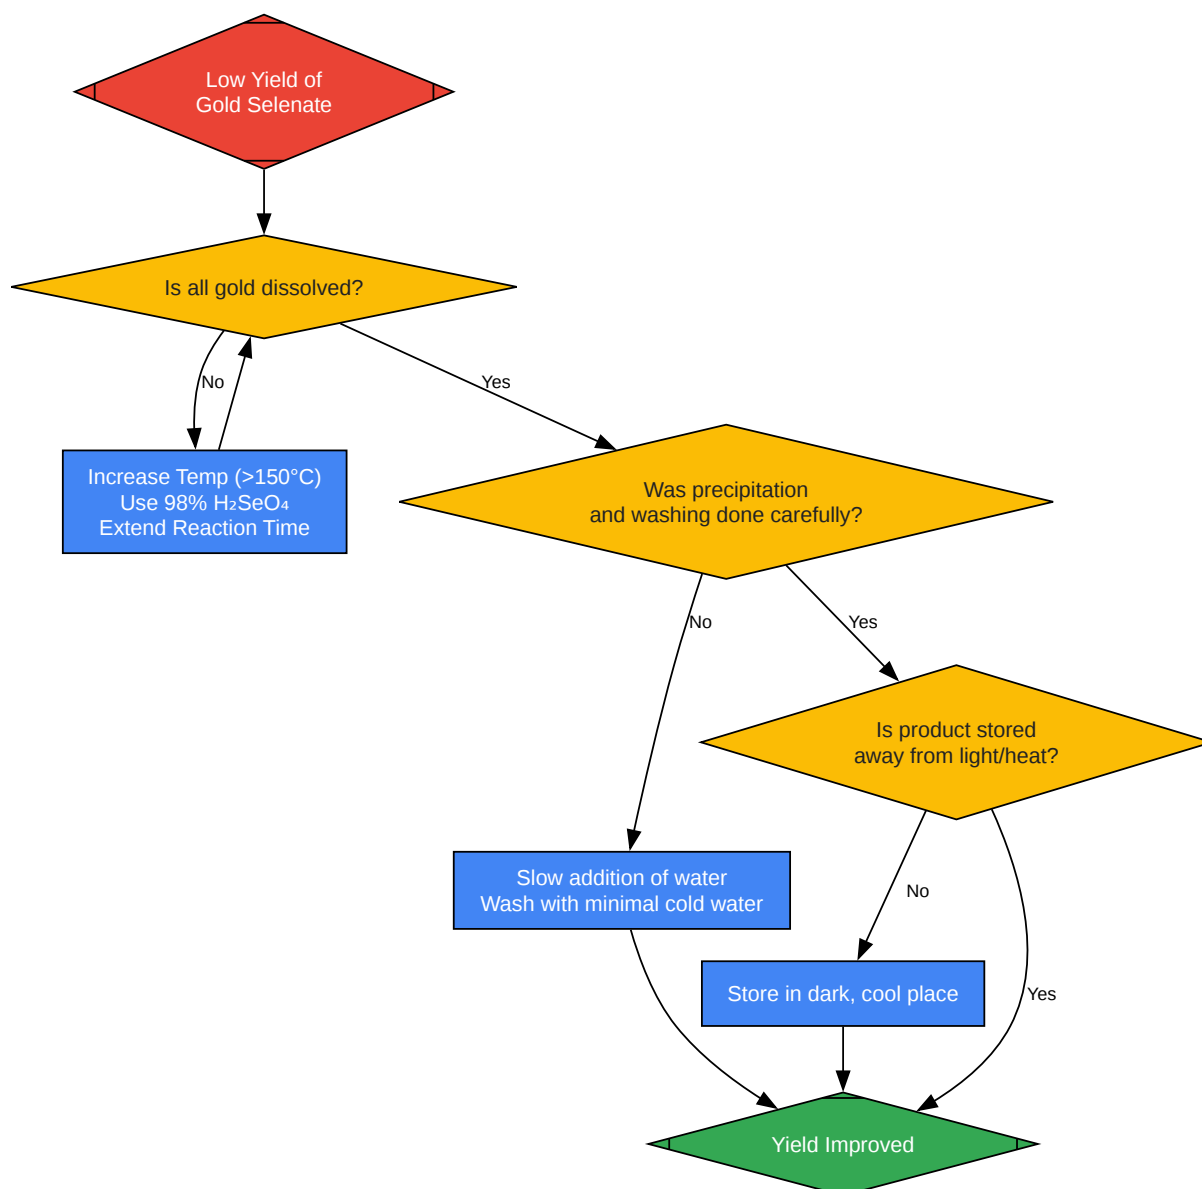 Low Yield of
Gold Selenate
Is all gold dissolved?
No
Yes
Increase Temp (>150°C)
Use 98% H₂SeO₄
Extend Reaction Time
Was precipitation
and washing done carefully?
No
Yes
Is product stored
away from light/heat?
Slow addition of water
Wash with minimal cold water
No
Store in dark, cool place
Yes
Yield Improved